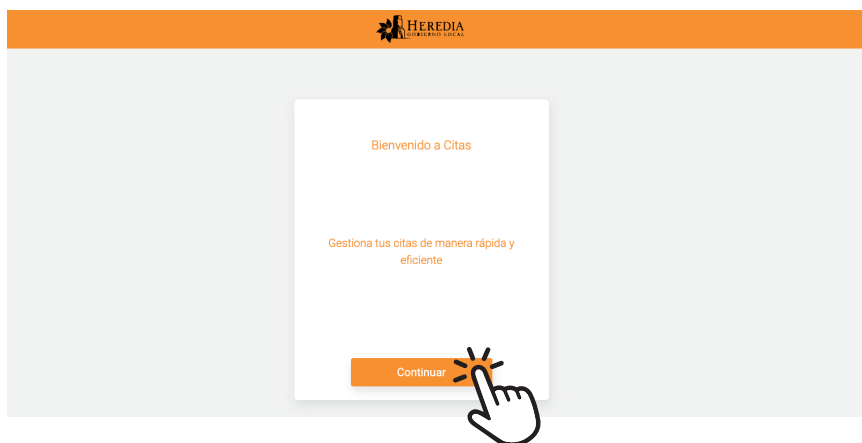 HEREDIA
GOBIERNO LOCAL
Bienvenido a Citas
Gestiona tus citas de manera rápida y
eficiente
Continuar